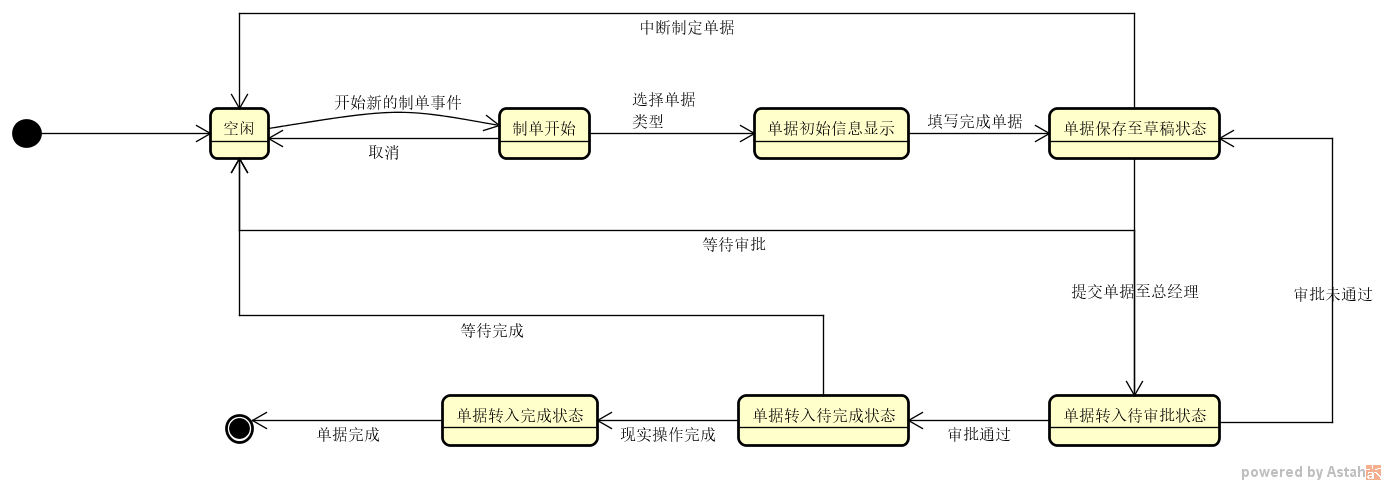 中断制定单据
开始新的制单事件
选择单据
类型
空闲
制单开始
单据初始信息显示
填写完成单据
单据保存至草稿状态
取消
等待审批
提交单据至总经理
审批未通过
等待完成
单据转入完成状态
单据转入待完成状态
单据转入待审批状态
单据完成
现实操作完成
审批通过
powered by Astah